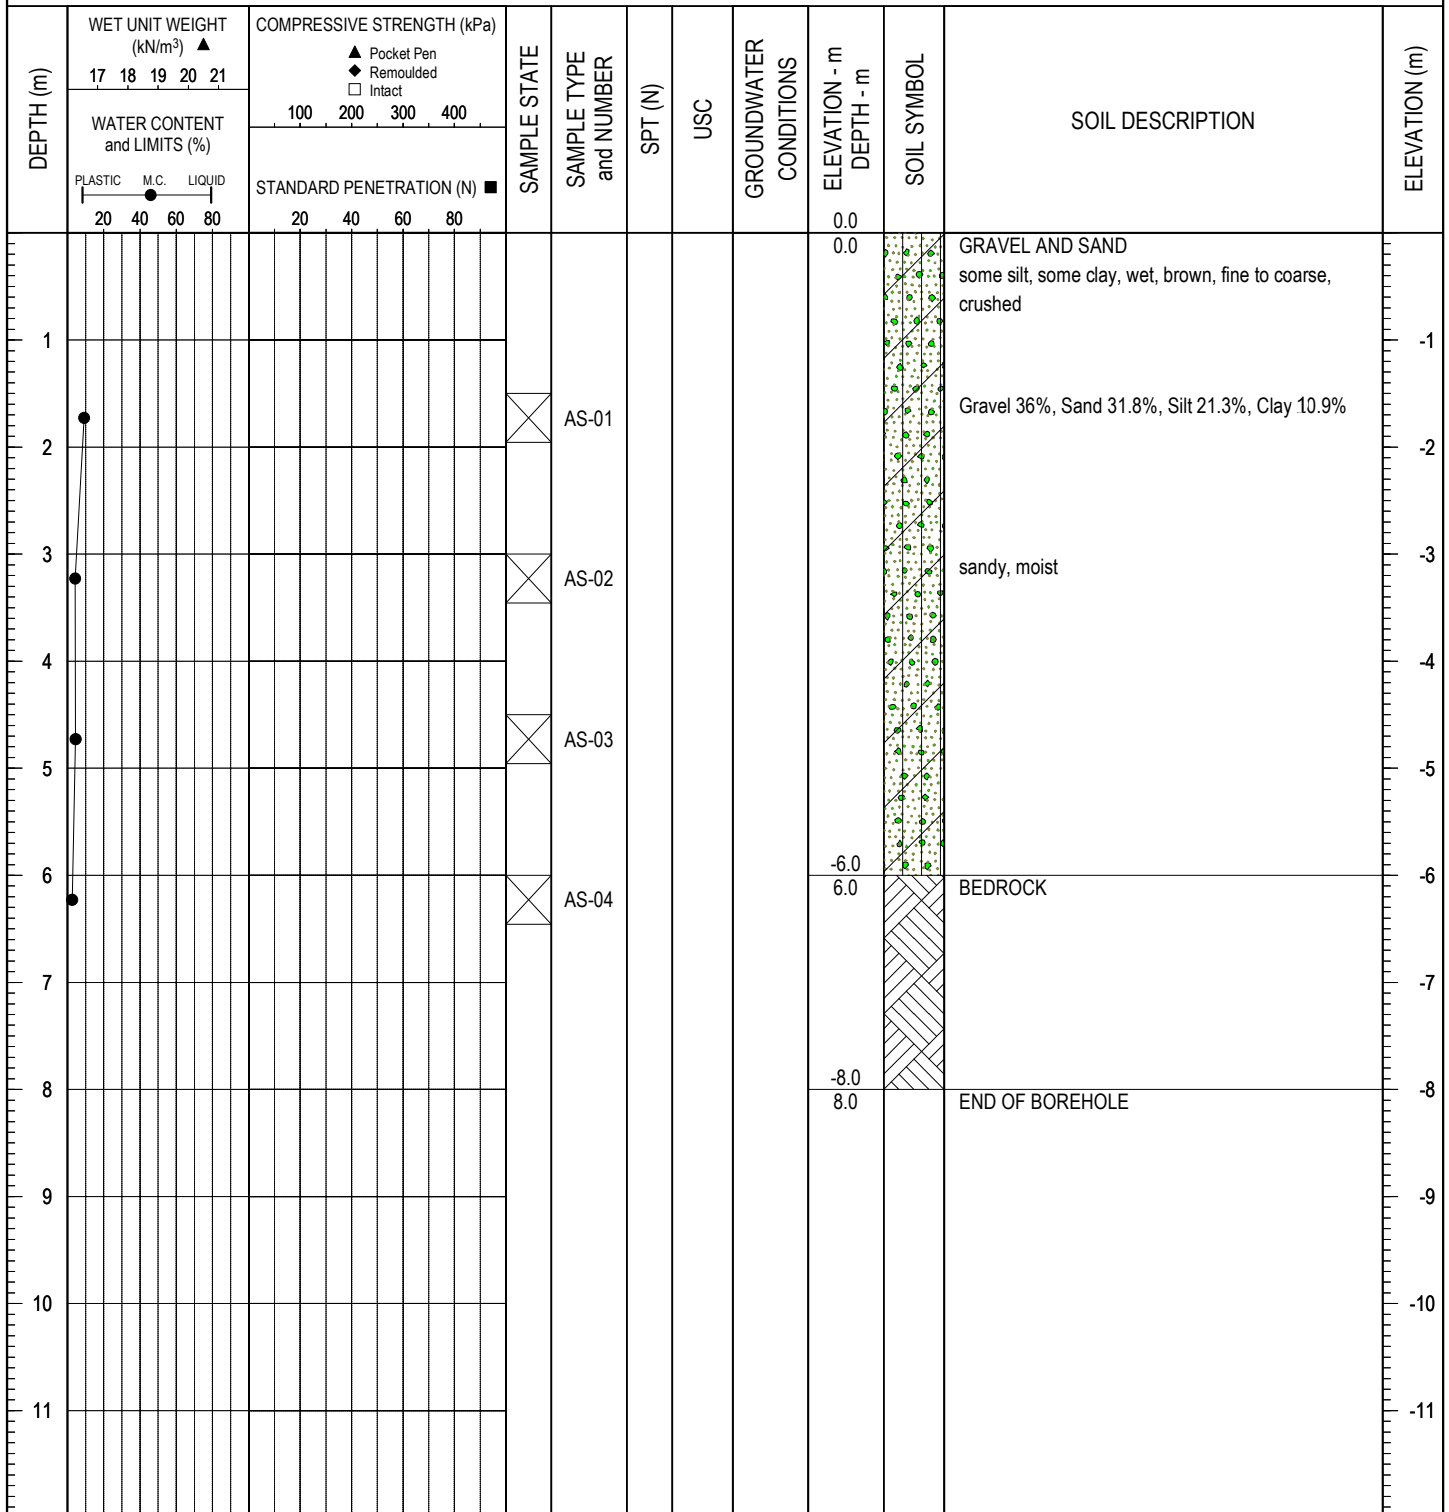 DEPTH (m)
WET UNIT WEIGHT
(kN/m³) ▲
17 18 19 20 21
WATER CONTENT
and LIMITS (%)
PLASTIC M.C. LIQUID
20 40 60 80
COMPRESSIVE STRENGTH (kPa)
▲ Pocket Pen
◆ Remoulded
□ Intact
100 200 300 400
STANDARD PENETRATION (N) ■
20 40 60 80
SAMPLE STATE
SAMPLE TYPE
and NUMBER
SPT (N)
USC
GROUNDWATER
CONDITIONS
ELEVATION - m
DEPTH - m
SOIL SYMBOL
SOIL DESCRIPTION
ELEVATION (m)
0.0
0.0
GRAVEL AND SAND
some silt, some clay, wet, brown, fine to coarse,
crushed
1
-1
Gravel 36%, Sand 31.8%, Silt 21.3%, Clay 10.9%
AS-01
2
-2
3
-3
sandy, moist
AS-02
4
-4
AS-03
5
-5
-6.0
6
-6
6.0
BEDROCK
AS-04
7
-7
-8.0
8
-8
8.0
END OF BOREHOLE
9
-9
10
-10
11
-11